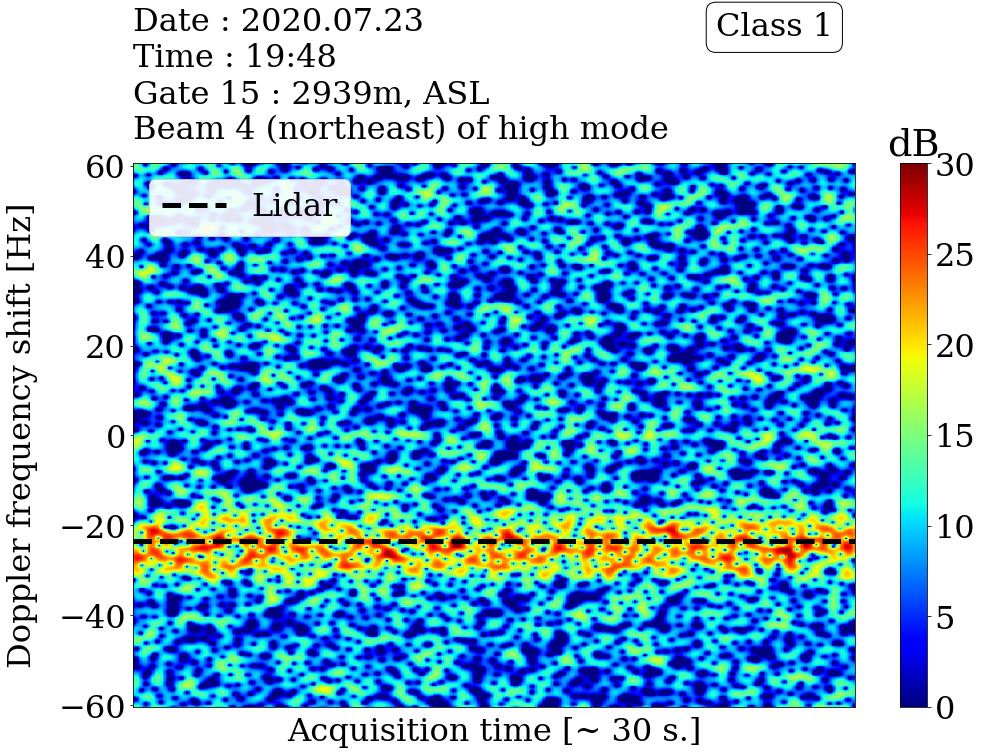 Date : 2020.07.23
Time : 19:48
Gate 15 : 2939m, ASL
Beam 4 (northeast) of high mode
Class 1
dB
Lidar
Doppler frequency shift [Hz]
60
40
20
0
−20
−40
−60
Acquisition time [~ 30 s.]
30
25
20
15
10
5
0